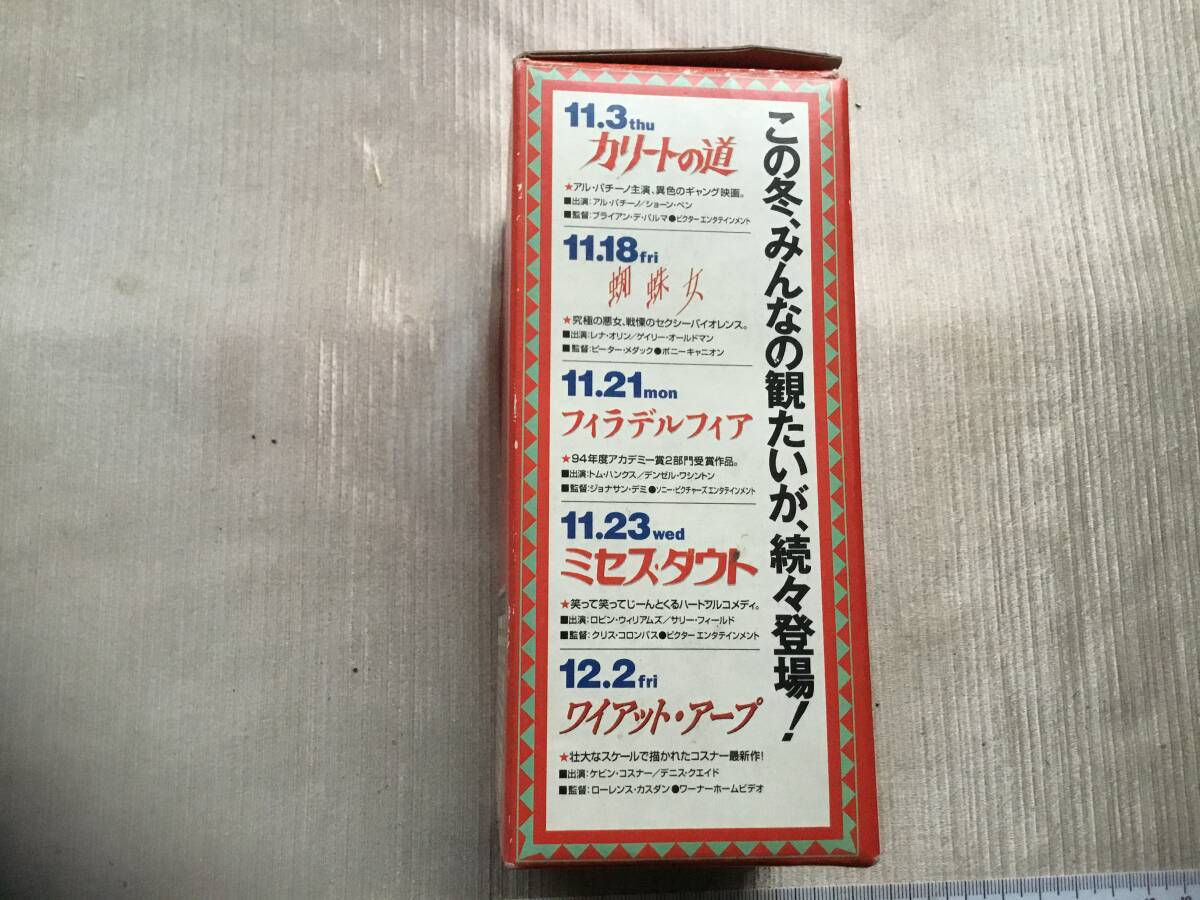 この冬、みんなの観たいが、続々登場！
11.3thu
カリートの道
★アル・パチーノ主演、異色のギャング映画。
■出演：アル・パチーノ/ショーン・ペン
■監督：ブライアン・デ・パルマ●ビクターエンタテインメント
11.18fri
蜘蛛女
★究極の悪女、戦慄のセクシーバイオレンス。
■出演：レナ・オリン/ゲイリー・オールドマン
■監督：ピーター・メダック●ポニーキャニオン
11.21mon
フィラデルフィア
★94年度アカデミー賞2部門受賞作品。
■出演：トム・ハンクス/デンゼル・ワシントン
■監督：ジョナサン・デミ●ソニー・ピクチャーズエンタテインメント
11.23wed
ミセス・ダウト
★笑って笑ってじーんとくるハートフルコメディ。
■出演：ロビン・ウィリアムズ/サリー・フィールド
■監督：クリス・コロンバス●ビクターエンタテインメント
12.2fri
ワイアット・アープ
★壮大なスケールで描かれたコスナー最新作！
■出演：ケビン・コスナー/デニス・クエイド
■監督：ローレンス・カスダン●ワーナーホームビデオ